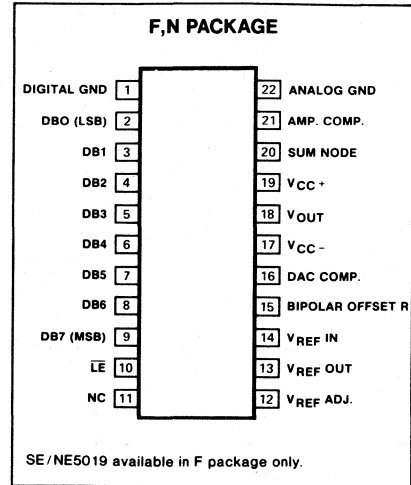 F,N PACKAGE
DIGITAL GND 1
DBO (LSB) 2
DB1 3
DB2 4
DB3 5
DB4 6
DB5 7
DB6 8
DB7 (MSB) 9
L̅E̅ 10
NC 11
22 ANALOG GND
21 AMP. COMP.
20 SUM NODE
19 VCC +
18 VOUT
17 VCC −
16 DAC COMP.
15 BIPOLAR OFFSET R
14 VREF IN
13 VREF OUT
12 VREF ADJ.
SE/NE5019 available in F package only.